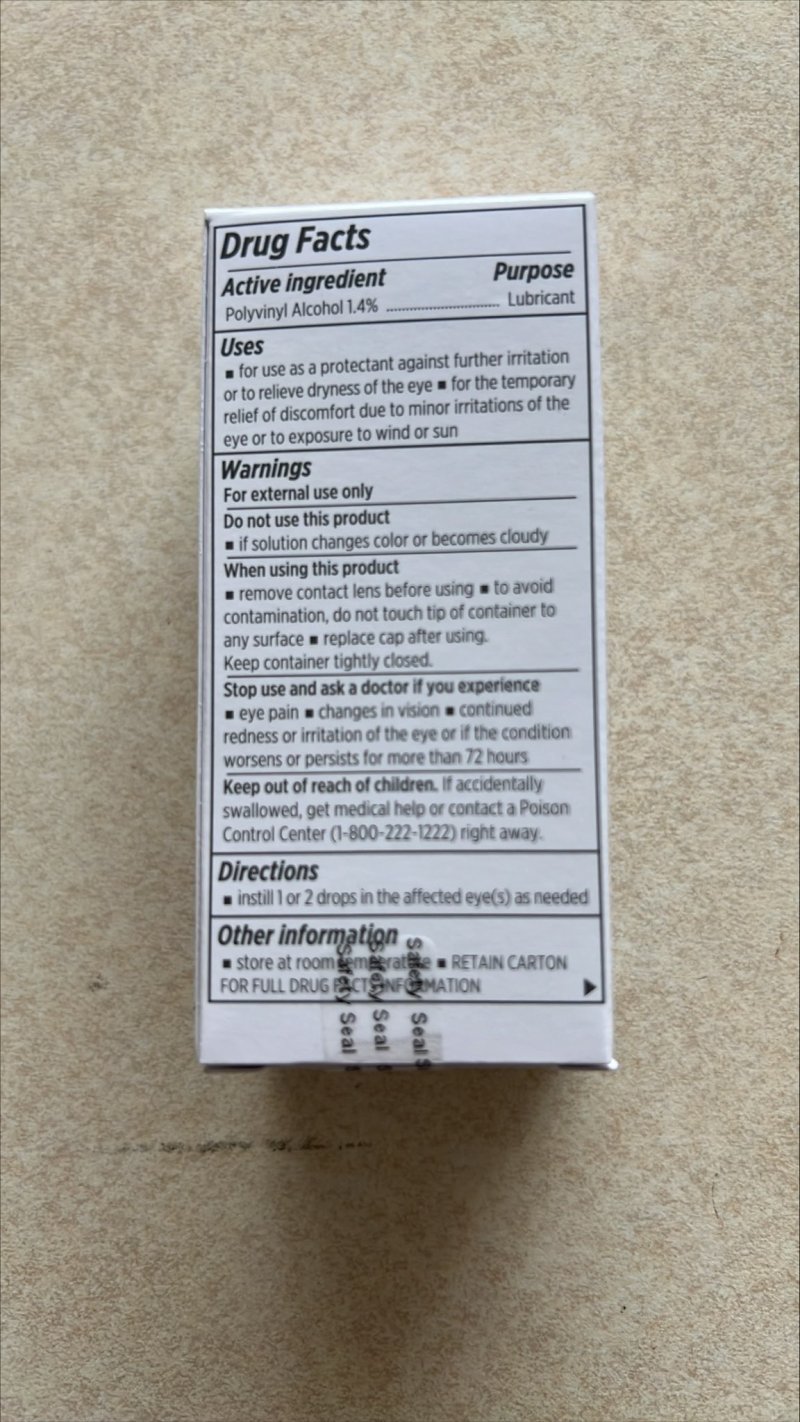 Drug Facts
Active ingredient Purpose
Polyvinyl Alcohol 1.4% ................................ Lubricant
Uses
■ for use as a protectant against further irritation
or to relieve dryness of the eye ■ for the temporary
relief of discomfort due to minor irritations of the
eye or to exposure to wind or sun
Warnings
For external use only
Do not use this product
■ if solution changes color or becomes cloudy
When using this product
■ remove contact lens before using ■ to avoid
contamination, do not touch tip of container to
any surface ■ replace cap after using.
Keep container tightly closed.
Stop use and ask a doctor if you experience
■ eye pain ■ changes in vision ■ continued
redness or irritation of the eye or if the condition
worsens or persists for more than 72 hours
Keep out of reach of children. If accidentally
swallowed, get medical help or contact a Poison
Control Center (1-800-222-1222) right away.
Directions
■ instill 1 or 2 drops in the affected eye(s) as needed
Other information
■ store at room temperature ■ RETAIN CARTON
FOR FULL DRUG FACTS INFORMATION
Safety Seal
Safety Seal
Safety Seal